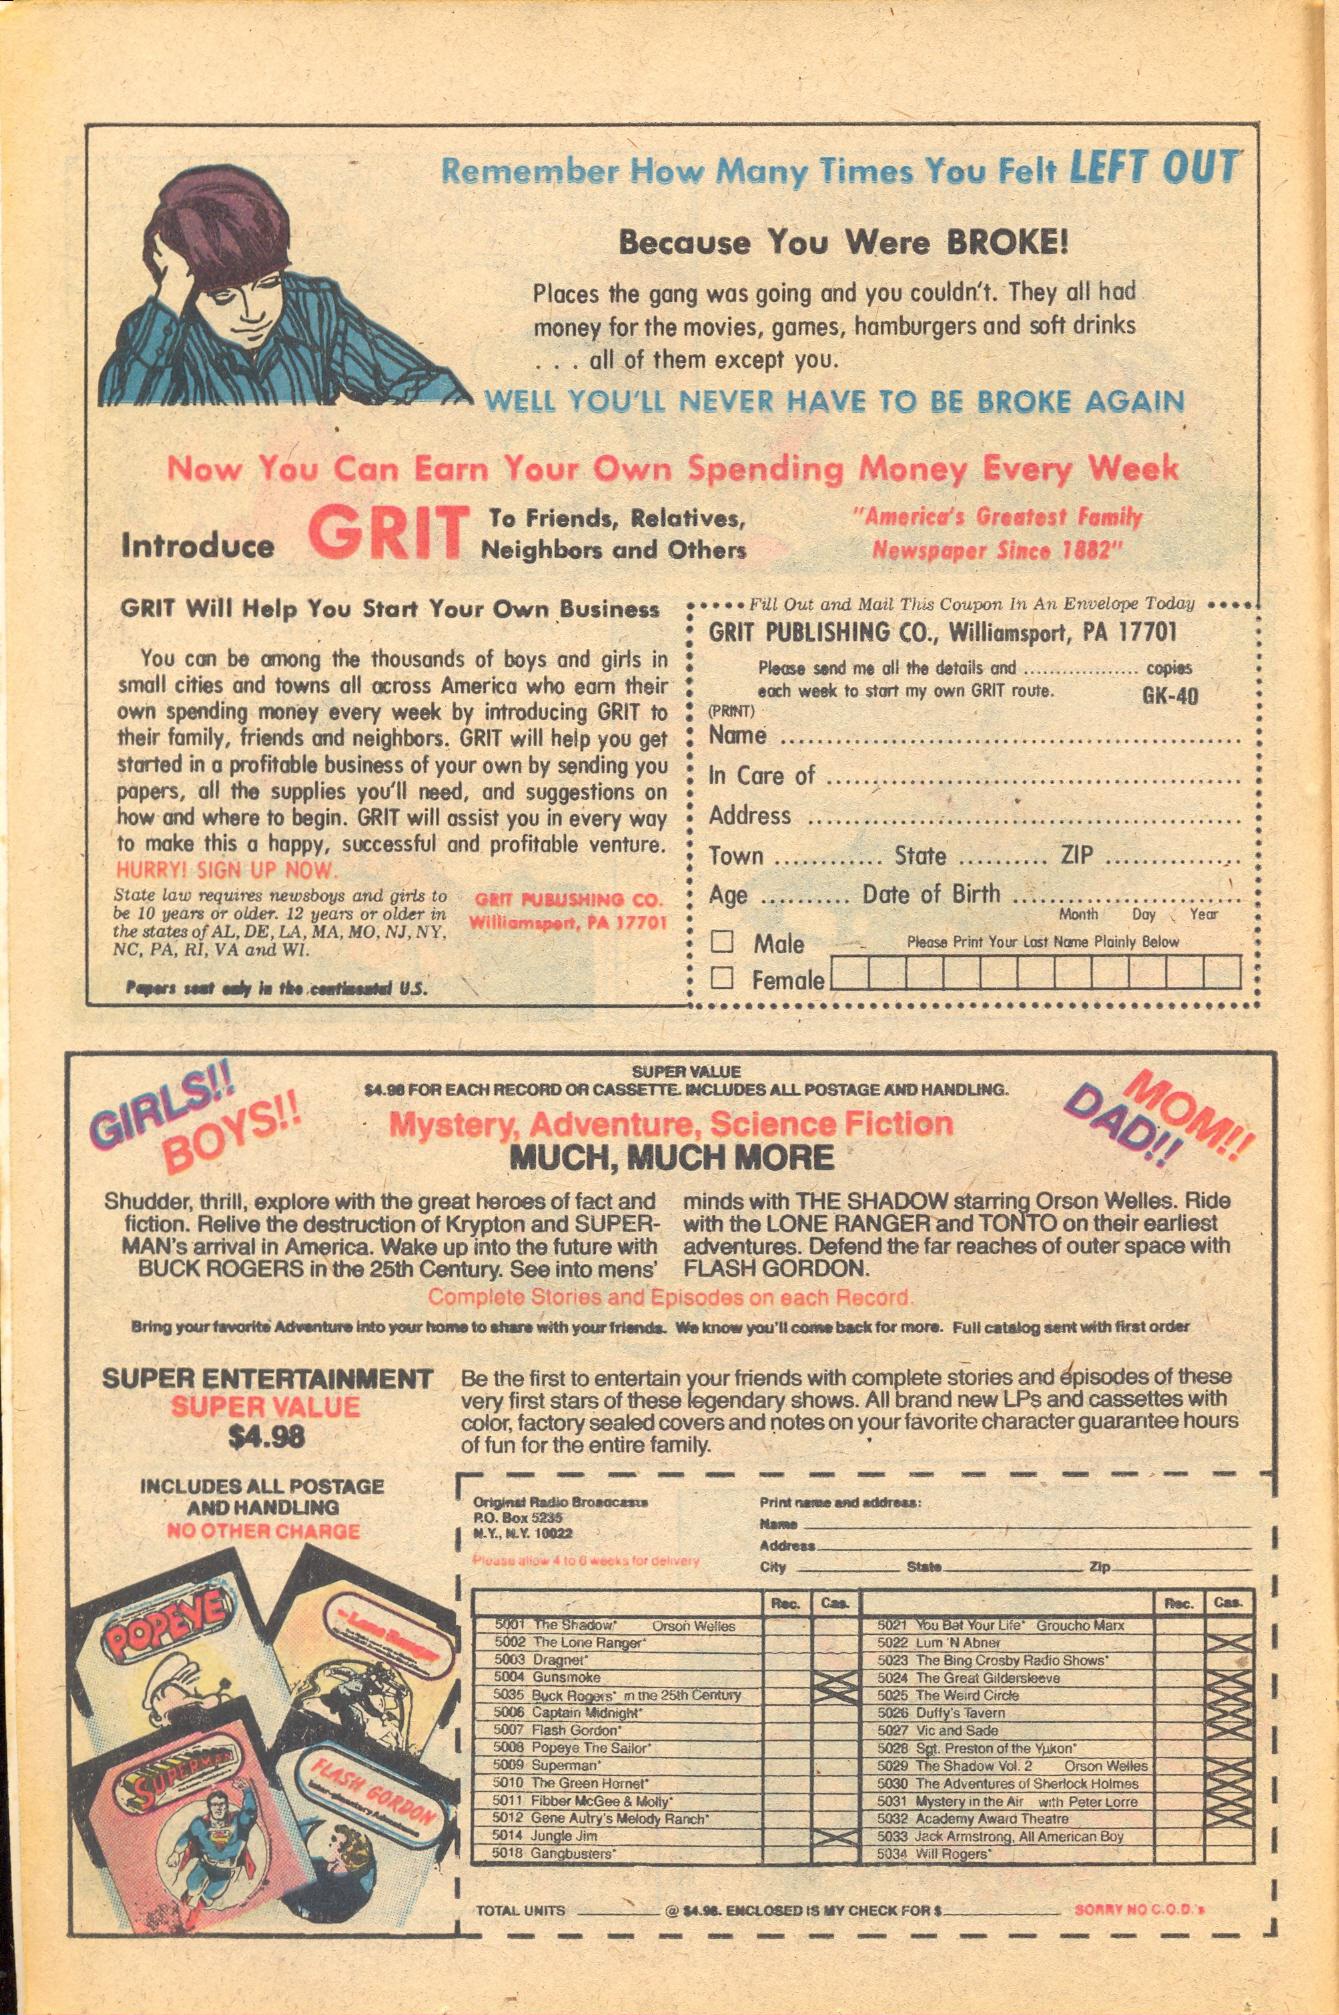 Remember How Many Times You Felt LEFT OUT
Because You Were BROKE!
Places the gang was going and you couldn't. They all had
money for the movies, games, hamburgers and soft drinks
. . . all of them except you.
WELL YOU'LL NEVER HAVE TO BE BROKE AGAIN
Now You Can Earn Your Own Spending Money Every Week
Introduce GRIT To Friends, Relatives,
Neighbors and Others
"America's Greatest Family
Newspaper Since 1882"
GRIT Will Help You Start Your Own Business
You can be among the thousands of boys and girls in
small cities and towns all across America who earn their
own spending money every week by introducing GRIT to
their family, friends and neighbors. GRIT will help you get
started in a profitable business of your own by sending you
papers, all the supplies you'll need, and suggestions on
how and where to begin. GRIT will assist you in every way
to make this a happy, successful and profitable venture.
HURRY! SIGN UP NOW.
State law requires newsboys and girls to
be 10 years or older. 12 years or older in
the states of AL, DE, LA, MA, MO, NJ, NY,
NC, PA, RI, VA and WI.
GRIT PUBLISHING CO.
Williamsport, PA 17701
Papers sent only in the continental U.S.
Fill Out and Mail This Coupon In An Envelope Today
GRIT PUBLISHING CO., Williamsport, PA 17701
Please send me all the details and .................. copies
each week to start my own GRIT route. GK-40
(PRINT)
Name
In Care of
Address
Town ............ State .......... ZIP
Age .......... Date of Birth
Month Day Year
Male
Please Print Your Last Name Plainly Below
Female
GIRLS!!
BOYS!!
SUPER VALUE
$4.98 FOR EACH RECORD OR CASSETTE. INCLUDES ALL POSTAGE AND HANDLING.
Mystery, Adventure, Science Fiction
MUCH, MUCH MORE
MOM!!
DAD!!
Shudder, thrill, explore with the great heroes of fact and
fiction. Relive the destruction of Krypton and SUPER-
MAN's arrival in America. Wake up into the future with
BUCK ROGERS in the 25th Century. See into mens'
minds with THE SHADOW starring Orson Welles. Ride
with the LONE RANGER and TONTO on their earliest
adventures. Defend the far reaches of outer space with
FLASH GORDON.
Complete Stories and Episodes on each Record.
Bring your favorite Adventure into your home to share with your friends. We know you'll come back for more. Full catalog sent with first order
SUPER ENTERTAINMENT
SUPER VALUE
$4.98
Be the first to entertain your friends with complete stories and episodes of these
very first stars of these legendary shows. All brand new LPs and cassettes with
color, factory sealed covers and notes on your favorite character guarantee hours
of fun for the entire family.
INCLUDES ALL POSTAGE
AND HANDLING
NO OTHER CHARGE
POPEYE
Lone Ranger
SUPERMAN
FLASH GORDON
Original Radio Broadcasts
P.O. Box 5235
N.Y., N.Y. 10022
Please allow 4 to 6 weeks for delivery
Print name and address:
Name
Address
City State Zip
Rec. Cas.
5001 The Shadow* Orson Welles
5002 The Lone Ranger*
5003 Dragnet*
5004 Gunsmoke
5035 Buck Rogers* in the 25th Century
5006 Captain Midnight*
5007 Flash Gordon*
5008 Popeye The Sailor*
5009 Superman*
5010 The Green Hornet*
5011 Fibber McGee & Molly*
5012 Gene Autry's Melody Ranch*
5014 Jungle Jim
5018 Gangbusters*
Rec. Cas.
5021 You Bet Your Life* Groucho Marx
5022 Lum 'N Abner
5023 The Bing Crosby Radio Shows*
5024 The Great Gildersleeve
5025 The Weird Circle
5026 Duffy's Tavern
5027 Vic and Sade
5028 Sgt. Preston of the Yukon*
5029 The Shadow Vol. 2 Orson Welles
5030 The Adventures of Sherlock Holmes
5031 Mystery in the Air with Peter Lorre
5032 Academy Award Theatre
5033 Jack Armstrong, All American Boy
5034 Will Rogers*
TOTAL UNITS ________ @ $4.98. ENCLOSED IS MY CHECK FOR $________ SORRY NO C.O.D.'s